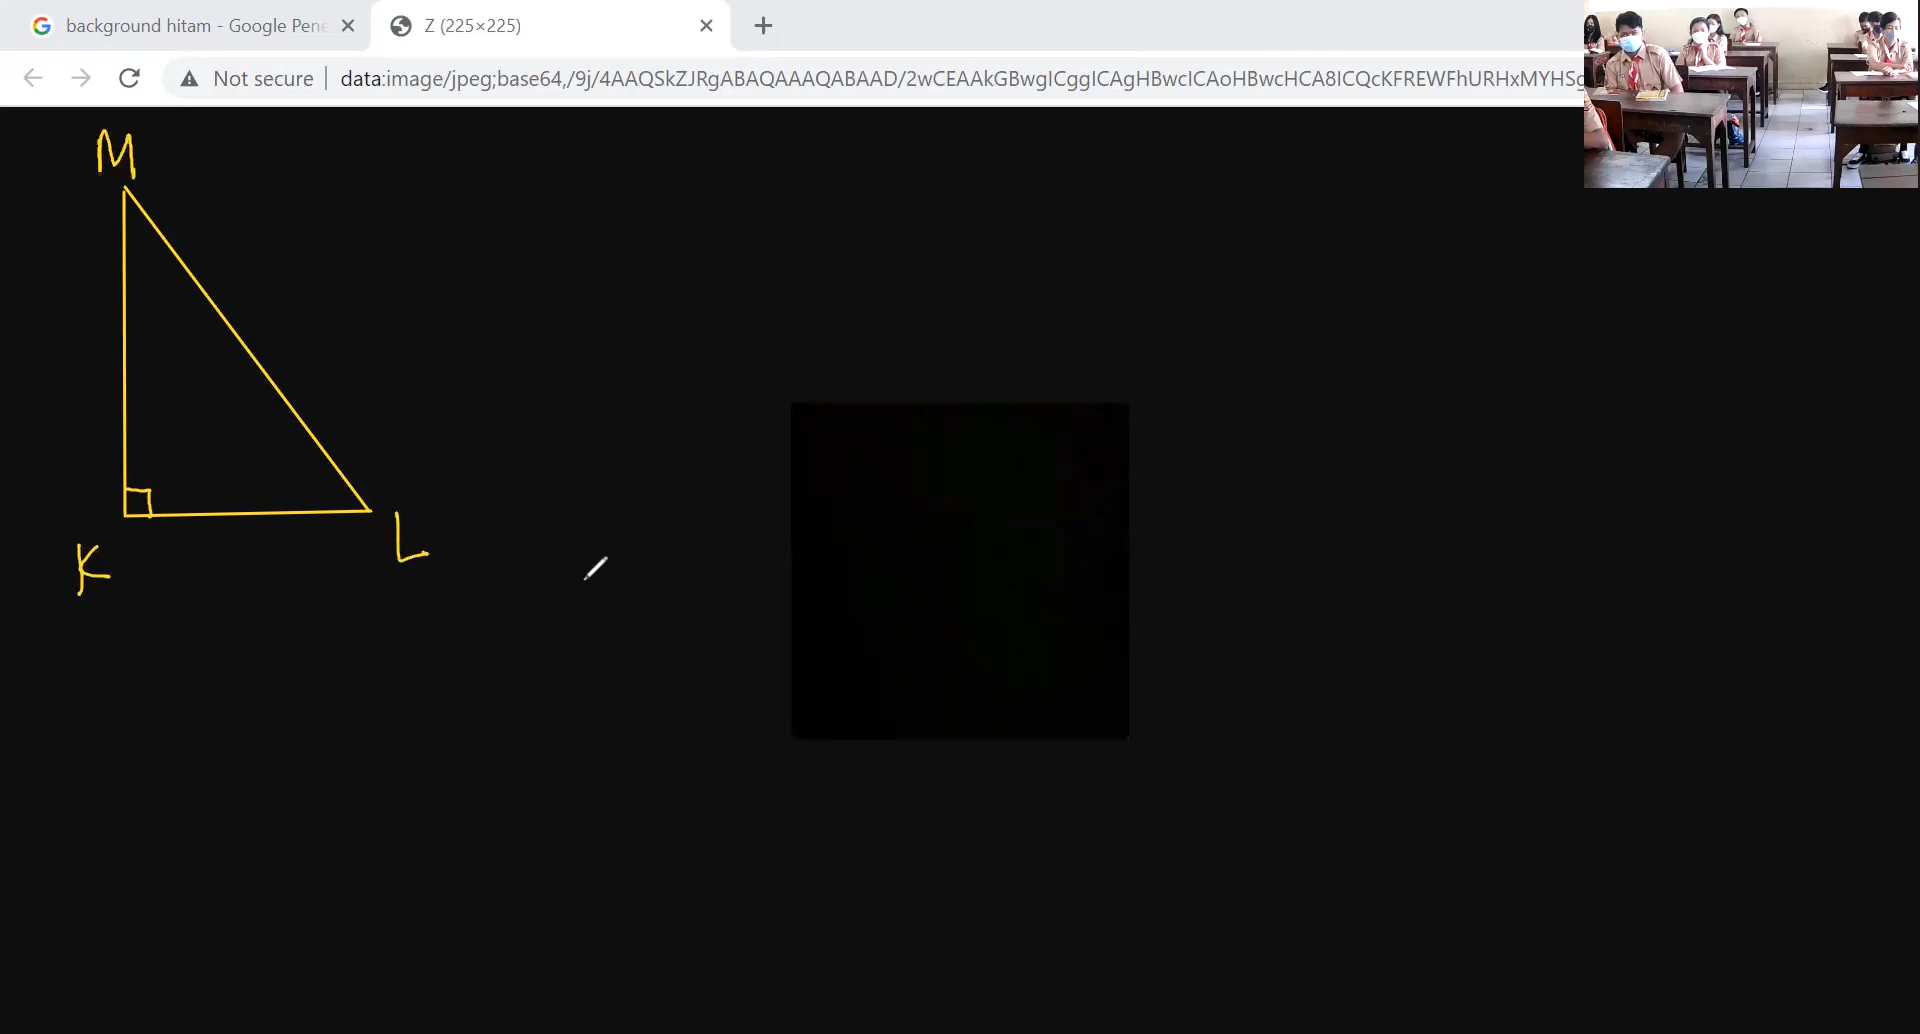 background hitam - Google Pene
Z (225×225)
Not secure
data:image/jpeg;base64,/9j/4AAQSkZJRgABAQAAAQABAAD/2wCEAAkGBwgICggICAgHBwcICAoHBwcHCA8ICQcKFREWFhURHxMYHSg
M
K
L